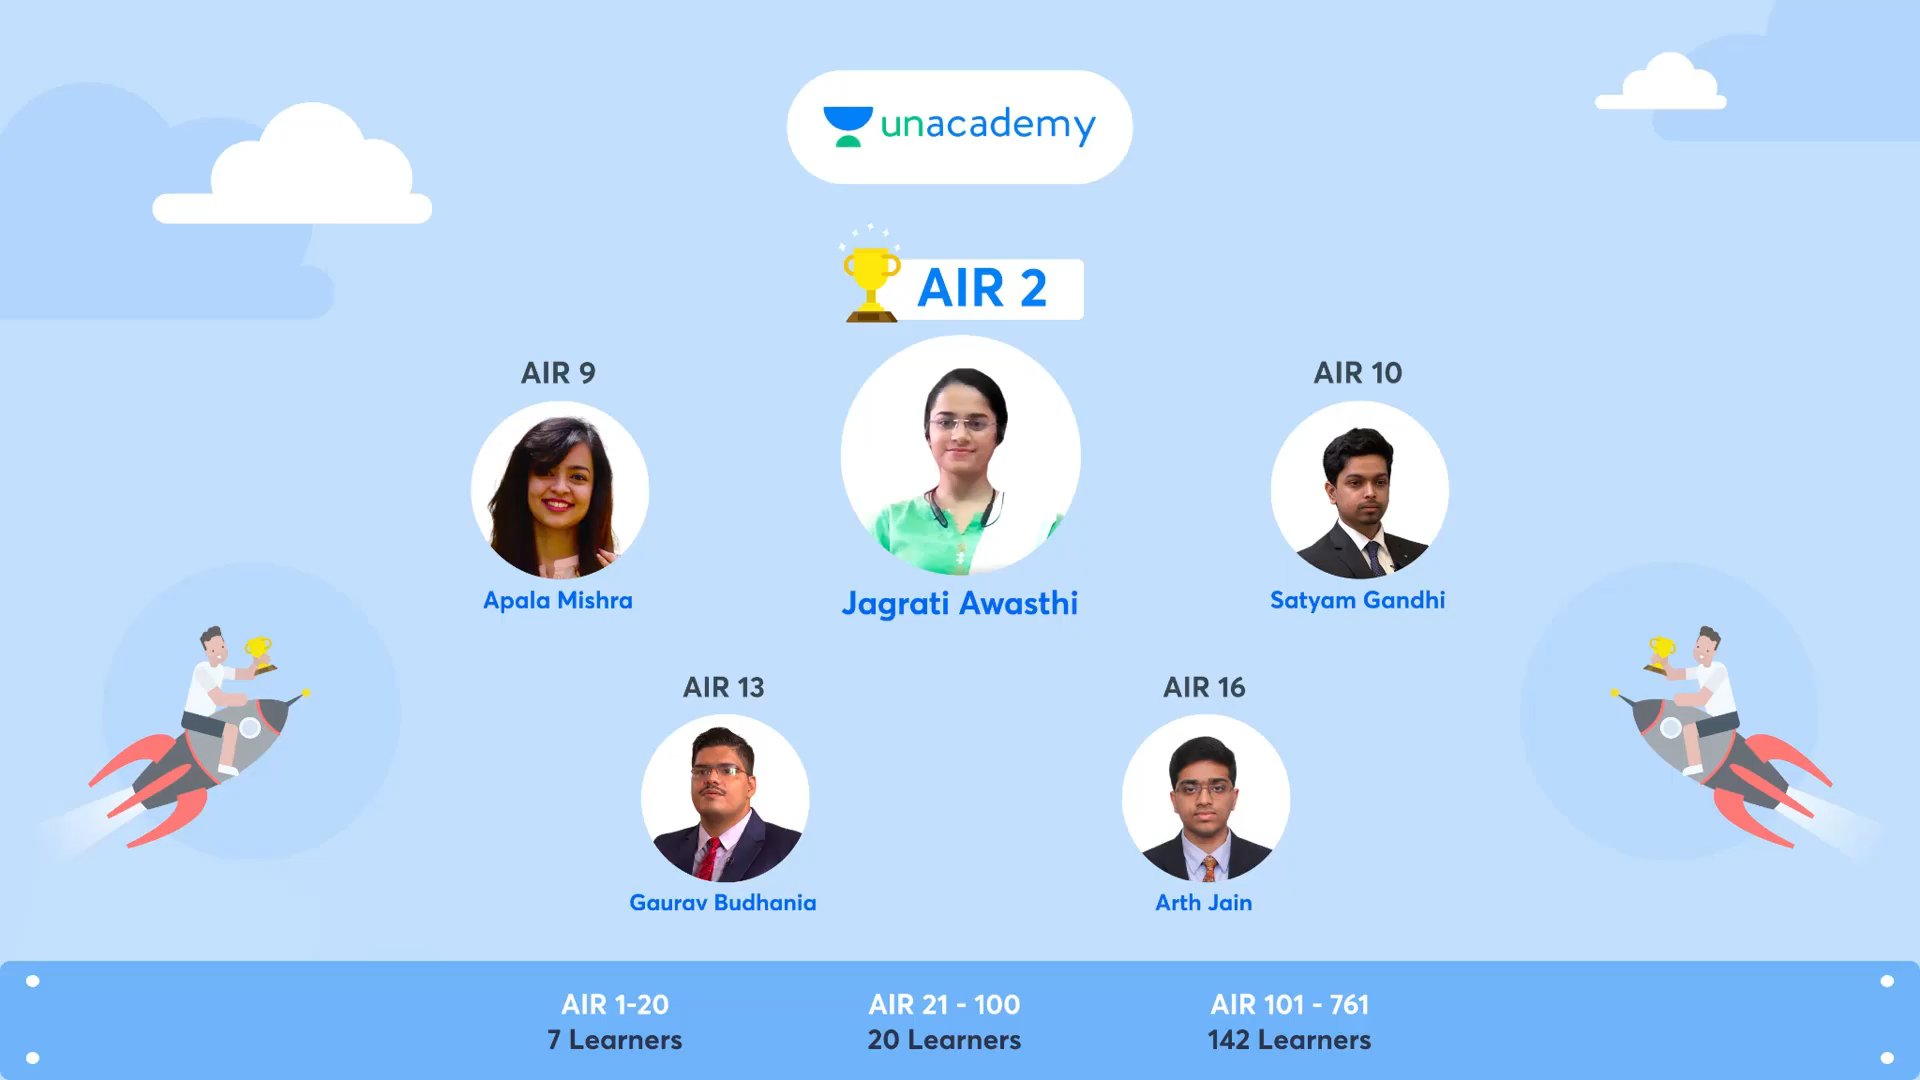 unacademy
AIR 2
AIR 9
AIR 10
Apala Mishra
Jagrati Awasthi
Satyam Gandhi
AIR 13
AIR 16
Gaurav Budhania
Arth Jain
AIR 1-20
7 Learners
AIR 21 - 100
20 Learners
AIR 101 - 761
142 Learners